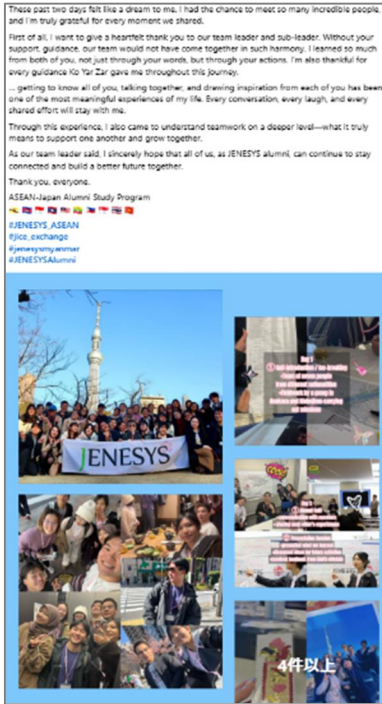 These past two days felt like a dream to me. I had the chance to meet so many incredible people,
and I'm truly grateful for every moment we shared.
First of all, I want to give a heartfelt thank you to our team leader and sub-leader. Without your
support, guidance, our team would not have come together in such harmony. I learned so much
from both of you, not just through your words, but through your actions. I'm also thankful for
every guidance Ko Yar Zar gave me throughout this journey.
... getting to know all of you, talking together, and drawing inspiration from each of you has been
one of the most meaningful experiences of my life. Every conversation, every laugh, and every
shared effort will stay with me.
Through this experience, I also came to understand teamwork on a deeper level—what it truly
means to support one another and grow together.
As our team leader said, I sincerely hope that all of us, as JENESYS alumni, can continue to stay
connected and build a better future together.
Thank you, everyone.
ASEAN-Japan Alumni Study Program
#JENESYS_ASEAN
#jice_exchange
#jenesysmyanmar
#JENESYSAlumni
JENESYS
Day 1
① Self-introduction / Ice-breaking
from different nationalities
4件以上